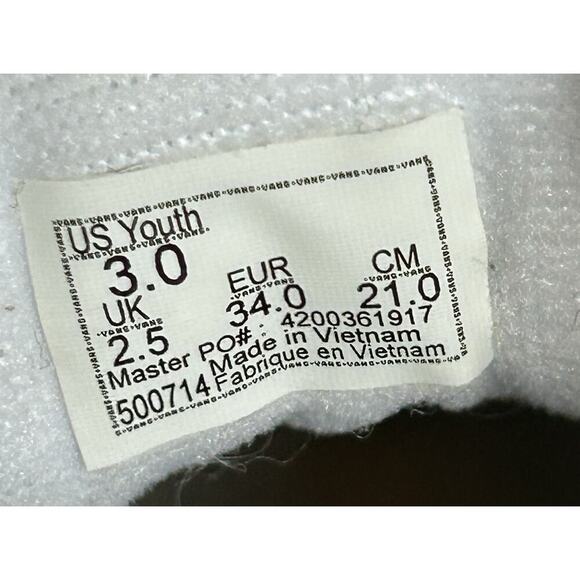 US Youth
3.0
UK EUR CM
2.5 34.0 21.0
Master PO# : 4200361917
Made in Vietnam
500714 Fabrique en Vietnam